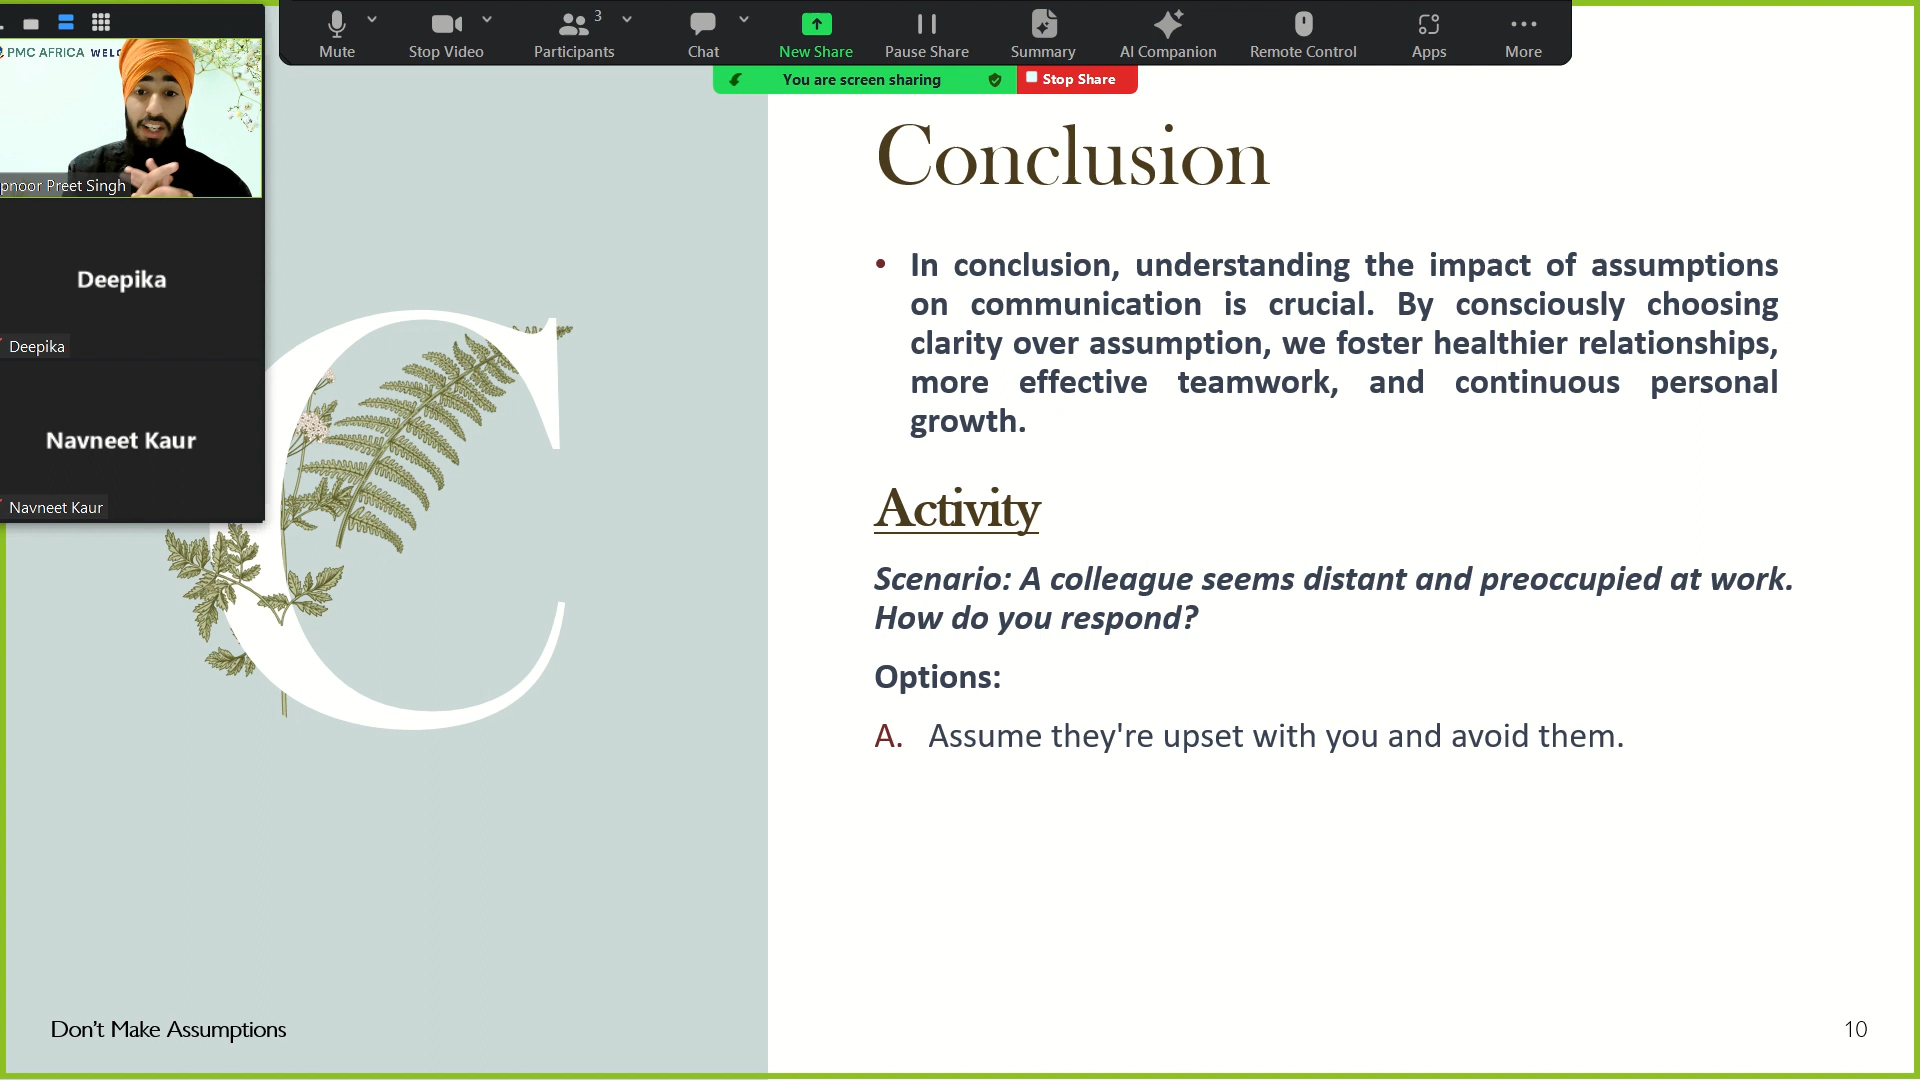 Mute
Stop Video
Participants
3
Chat
New Share
Pause Share
Summary
AI Companion
Remote Control
Apps
More
You are screen sharing
Stop Share
PMC AFRICA
Preet Singh
Deepika
Deepika
Navneet Kaur
Navneet Kaur
Conclusion
• In conclusion, understanding the impact of assumptions
on communication is crucial. By consciously choosing
clarity over assumption, we foster healthier relationships,
more effective teamwork, and continuous personal
growth.
Activity
Scenario: A colleague seems distant and preoccupied at work.
How do you respond?
Options:
A. Assume they're upset with you and avoid them.
C
Don't Make Assumptions
10